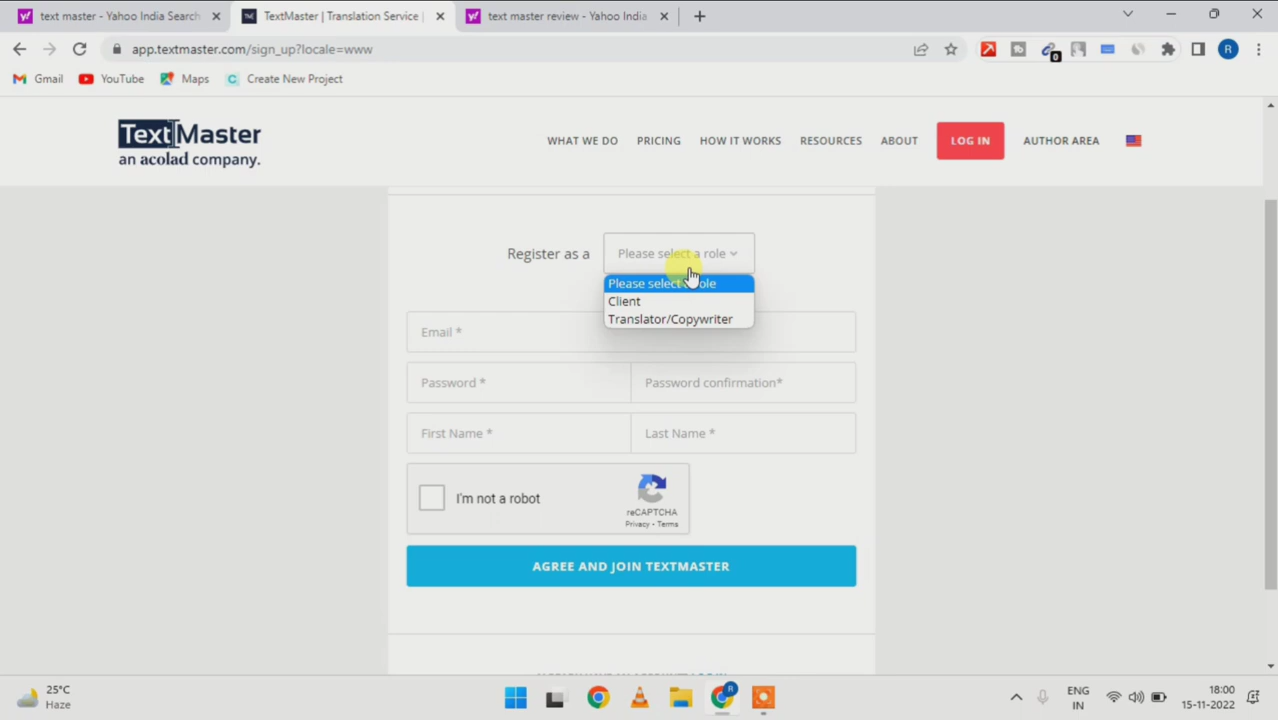 text master - Yahoo India Search
TextMaster | Translation Service |
text master review - Yahoo India
app.textmaster.com/sign_up?locale=www
0
R
Gmail
YouTube
Maps
C
Create New Project
TextMaster
an acolad company.
WHAT WE DO
PRICING
HOW IT WORKS
RESOURCES
ABOUT
LOG IN
AUTHOR AREA
Register as a
Please select a role
Please select a role
Client
Translator/Copywriter
Email *
Password *
Password confirmation*
First Name *
Last Name *
I'm not a robot
reCAPTCHA
Privacy - Terms
AGREE AND JOIN TEXTMASTER
25°C
Haze
R
ENG
IN
18:00
15-11-2022